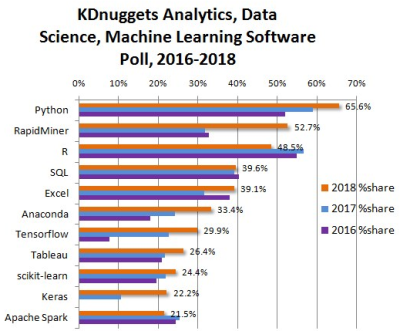 KDnuggets Analytics, Data
Science, Machine Learning Software
Poll, 2016-2018
0% 10% 20% 30% 40% 50% 60% 70%
Python 65.6%
RapidMiner 52.7%
R 48.5%
SQL 39.6%
Excel 39.1%
Anaconda 33.4%
Tensorflow 29.9%
Tableau 26.4%
scikit-learn 24.4%
Keras 22.2%
Apache Spark 21.5%
2018 %share
2017 %share
2016 %share